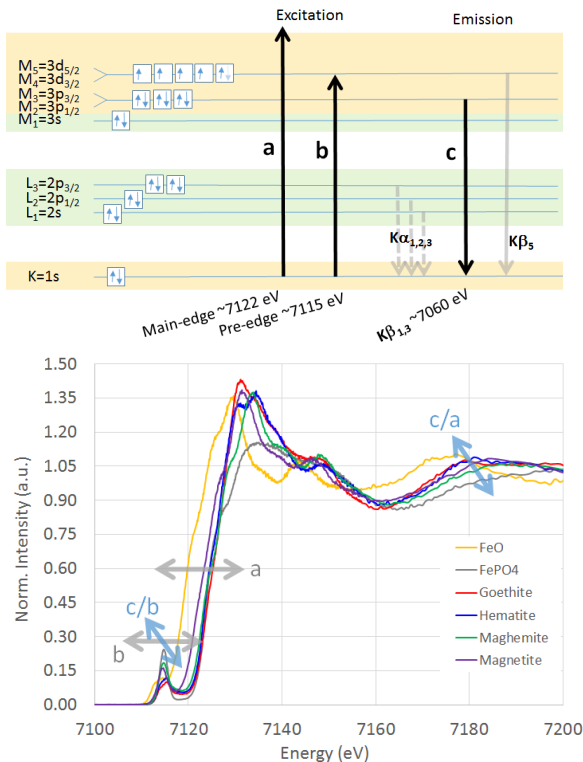 Excitation
Emission
M₅=3d₅/₂
M₄=3d₃/₂
M₃=3p₃/₂
M₂=3p₁/₂
M₁=3s
a
b
c
L₃=2p₃/₂
L₂=2p₁/₂
L₁=2s
Kα₁,₂,₃
Kβ₅
K=1s
Main-edge ~7122 eV
Pre-edge ~7115 eV
Kβ₁,₃~7060 eV
1.50
1.35
1.20
1.05
0.90
0.75
0.60
0.45
0.30
0.15
0.00
Norm. Intensity (a.u.)
c/a
a
c/b
b
FeO
FePO4
Goethite
Hematite
Maghemite
Magnetite
7100
7120
7140
7160
7180
7200
Energy (eV)